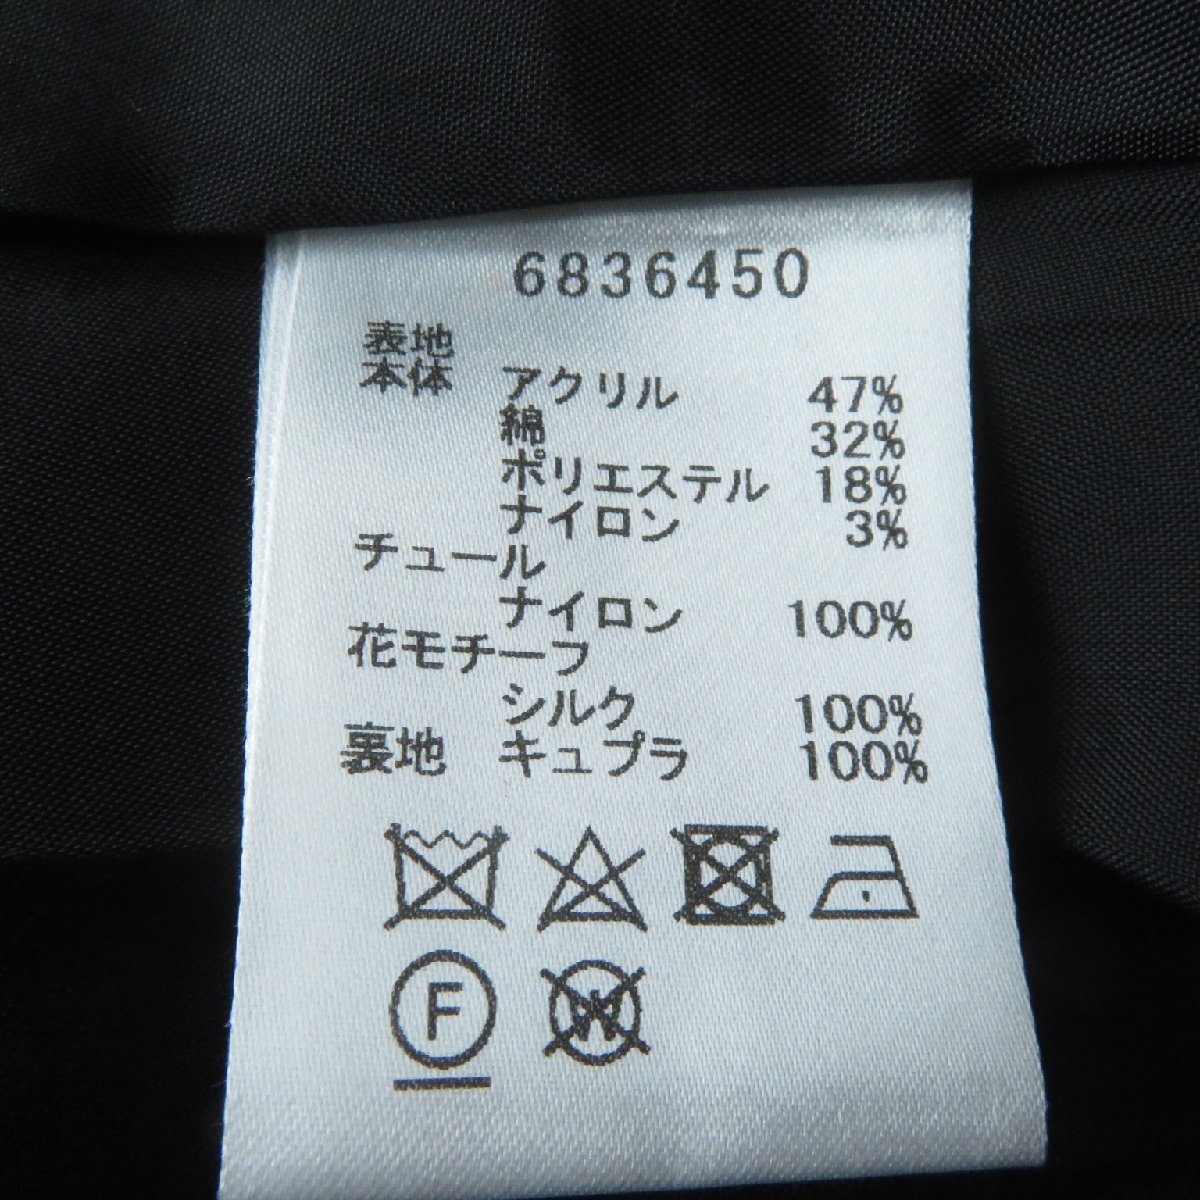 6836450
表地
本体 アクリル 47%
綿 32%
ポリエステル 18%
ナイロン 3%
チュール
ナイロン 100%
花モチーフ
シルク 100%
裏地 キュプラ 100%
F W